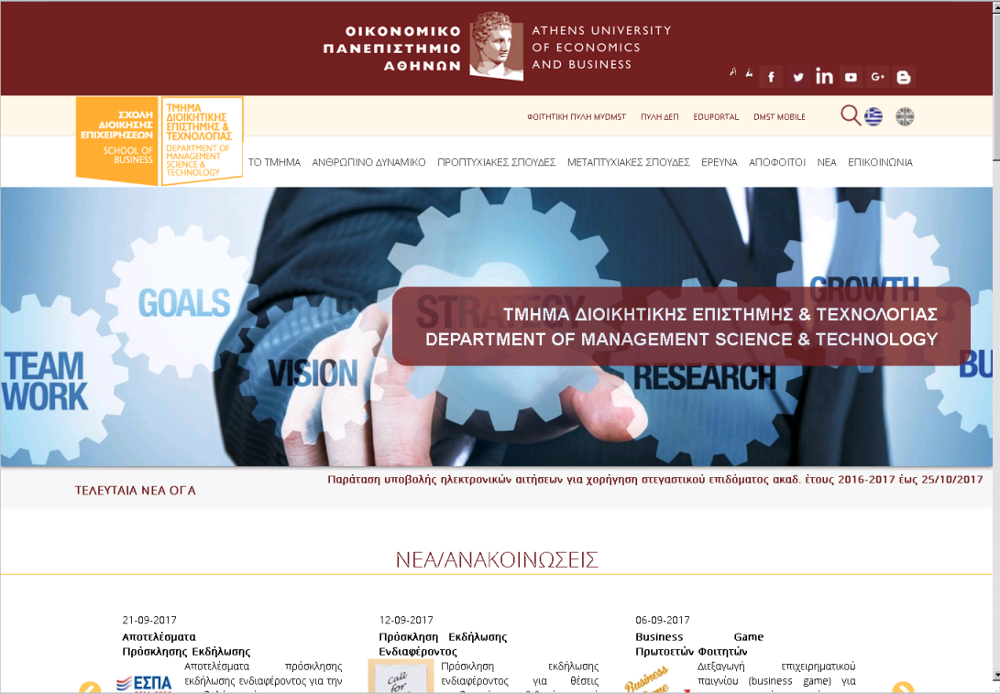 ΟΙΚΟΝΟΜΙΚΟ
ΠΑΝΕΠΙΣΤΗΜΙΟ
ΑΘΗΝΩΝ
ATHENS UNIVERSITY
OF ECONOMICS
AND BUSINESS
A A
ΣΧΟΛΗ
ΔΙΟΙΚΗΣΗΣ
ΕΠΙΧΕΙΡΗΣΕΩΝ
SCHOOL OF
BUSINESS
ΤΜΗΜΑ
ΔΙΟΙΚΗΤΙΚΗΣ
ΕΠΙΣΤΗΜΗΣ &
ΤΕΧΝΟΛΟΓΙΑΣ
DEPARTMENT OF
MANAGEMENT
SCIENCE &
TECHNOLOGY
ΦΟΙΤΗΤΙΚΗ ΠΥΛΗ MYDMST ΠΥΛΗ ΔΕΠ EDUPORTAL DMST MOBILE
ΤΟ ΤΜΗΜΑ ΑΝΘΡΩΠΙΝΟ ΔΥΝΑΜΙΚΟ ΠΡΟΠΤΥΧΙΑΚΕΣ ΣΠΟΥΔΕΣ ΜΕΤΑΠΤΥΧΙΑΚΕΣ ΣΠΟΥΔΕΣ ΕΡΕΥΝΑ ΑΠΟΦΟΙΤΟΙ ΝΕΑ ΕΠΙΚΟΙΝΩΝΙΑ
GOALS
STRATEGY
GROWTH
TEAM
WORK
VISION
RESEARCH
BU
ΤΜΗΜΑ ΔΙΟΙΚΗΤΙΚΗΣ ΕΠΙΣΤΗΜΗΣ & ΤΕΧΝΟΛΟΓΙΑΣ
DEPARTMENT OF MANAGEMENT SCIENCE & TECHNOLOGY
ΤΕΛΕΥΤΑΙΑ ΝΕΑ ΟΓΑ
Παράταση υποβολής ηλεκτρονικών αιτήσεων για χορήγηση στεγαστικού επιδόματος ακαδ. έτους 2016-2017 έως 25/10/2017
ΝΕΑ/ΑΝΑΚΟΙΝΩΣΕΙΣ
21-09-2017
Αποτελέσματα
Πρόσκλησης Εκδήλωσης
Αποτελέσματα πρόσκλησης
εκδήλωσης ενδιαφέροντος για την
ΕΣΠΑ
12-09-2017
Πρόσκληση Εκδήλωσης
Ενδιαφέροντος
Πρόσκληση εκδήλωσης
ενδιαφέροντος για θέσεις
call
for
06-09-2017
Business Game
Πρωτοετών Φοιτητών
Διεξαγωγή επιχειρηματικού
παιγνίου (business game) για
Business